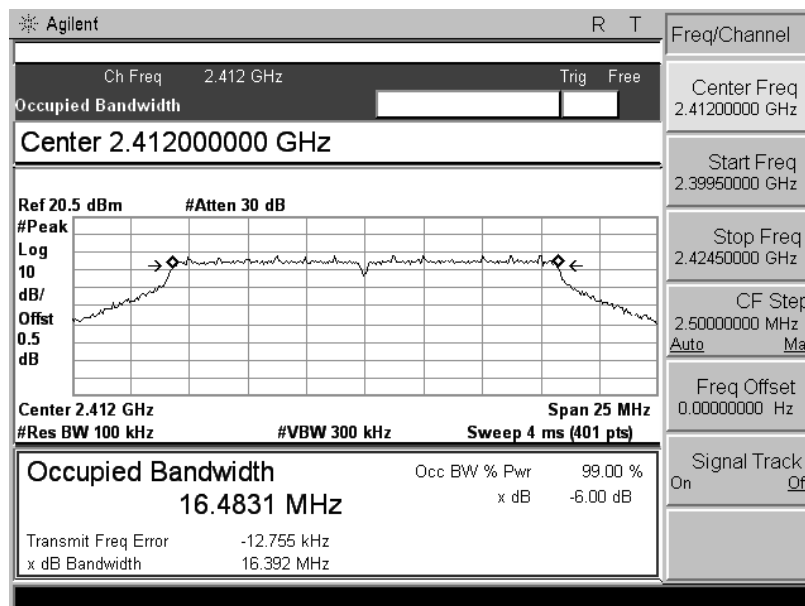 Agilent
R T
Ch Freq 2.412 GHz Trig Free
Occupied Bandwidth
Center 2.412000000 GHz
Ref 20.5 dBm #Atten 30 dB
#Peak
Log
10
dB/
Offst
0.5
dB
Center 2.412 GHz Span 25 MHz
#Res BW 100 kHz #VBW 300 kHz Sweep 4 ms (401 pts)
Occupied Bandwidth Occ BW % Pwr 99.00 %
16.4831 MHz x dB -6.00 dB
Transmit Freq Error -12.755 kHz
x dB Bandwidth 16.392 MHz
Freq/Channel
Center Freq
2.41200000 GHz
Start Freq
2.39950000 GHz
Stop Freq
2.42450000 GHz
CF Step
2.50000000 MHz
Auto Ma
Freq Offset
0.00000000 Hz
Signal Track
On Of